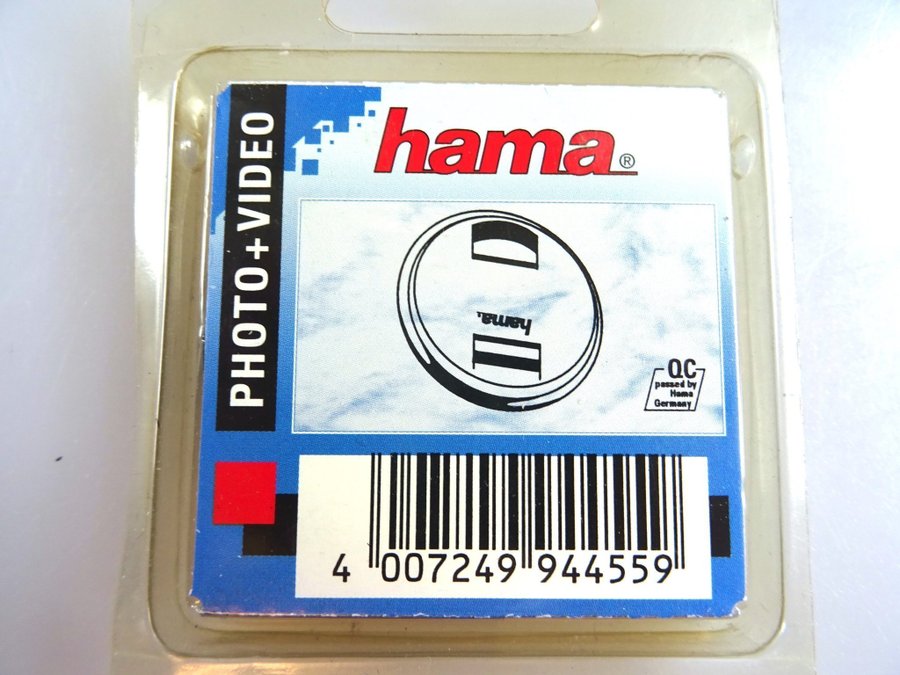 PHOTO+VIDEO
hama®
hama.
QC
passed by
Hama
Germany
4 007249 944559